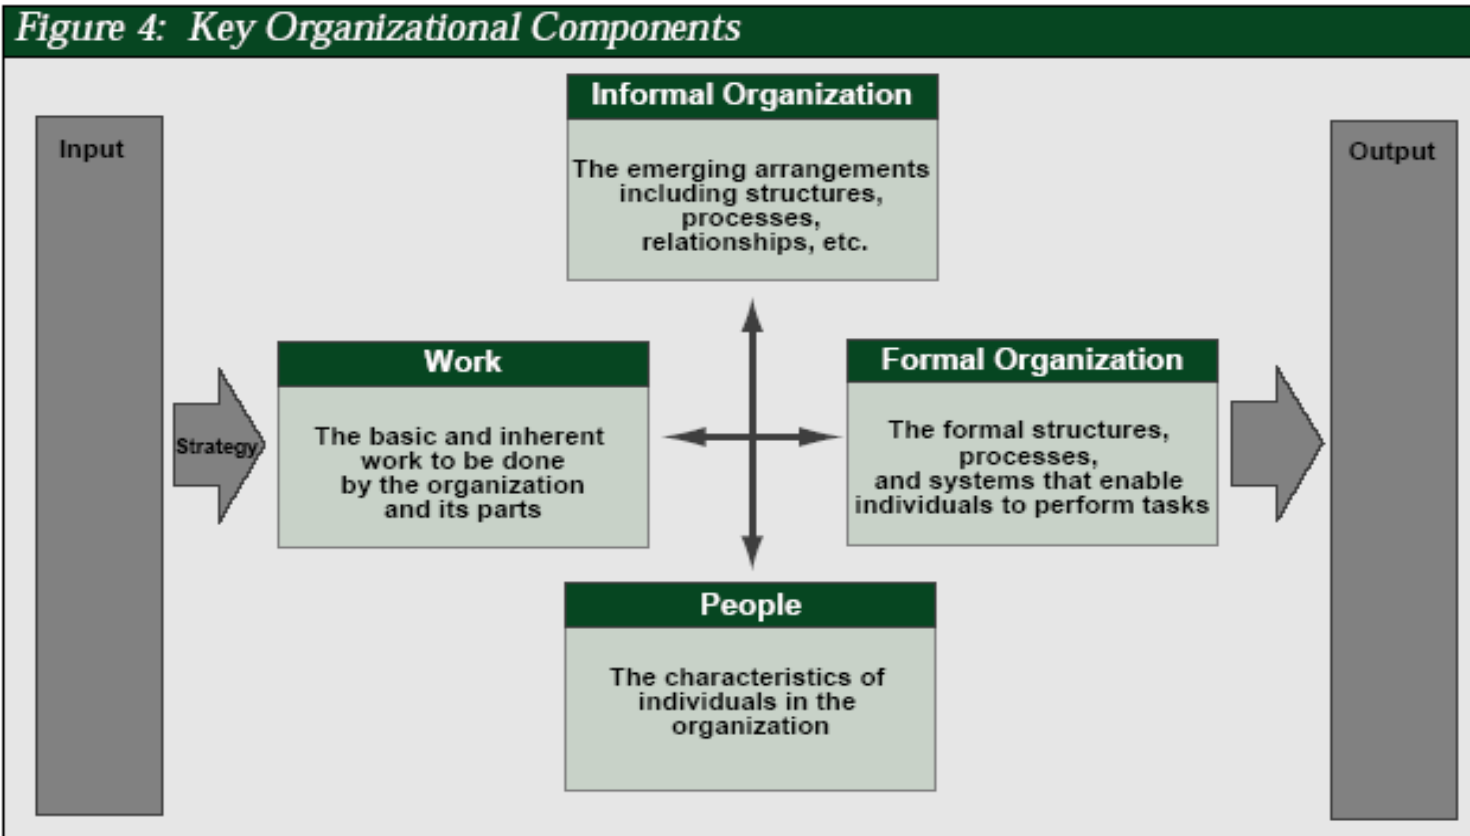 Figure 4: Key Organizational Components
Informal Organization
The emerging arrangements
including structures,
processes,
relationships, etc.
Input
Output
Strategy
Work
The basic and inherent
work to be done
by the organization
and its parts
Formal Organization
The formal structures,
processes,
and systems that enable
individuals to perform tasks
People
The characteristics of
individuals in the
organization